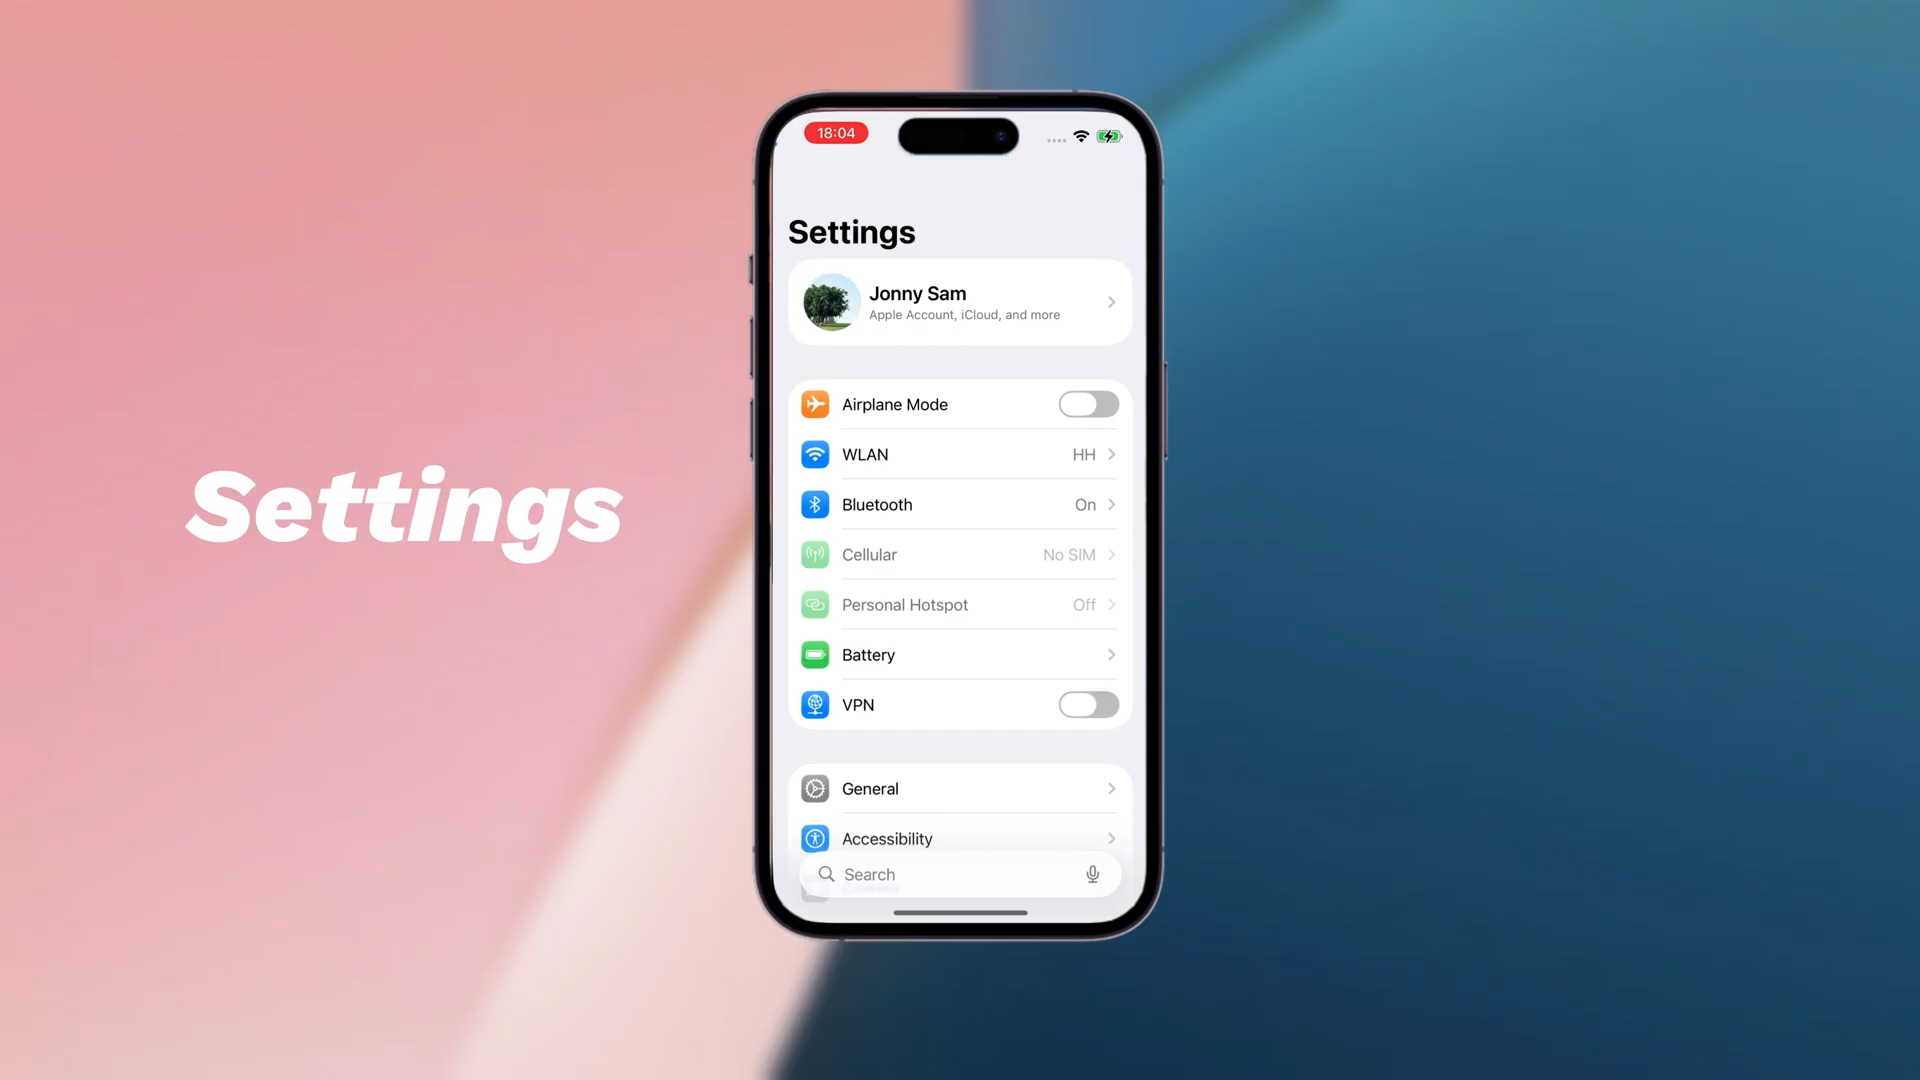 18:04
Settings
Jonny Sam
Apple Account, iCloud, and more
Airplane Mode
WLAN HH
Bluetooth On
Cellular No SIM
Personal Hotspot Off
Battery
VPN
General
Accessibility
Search
Settings